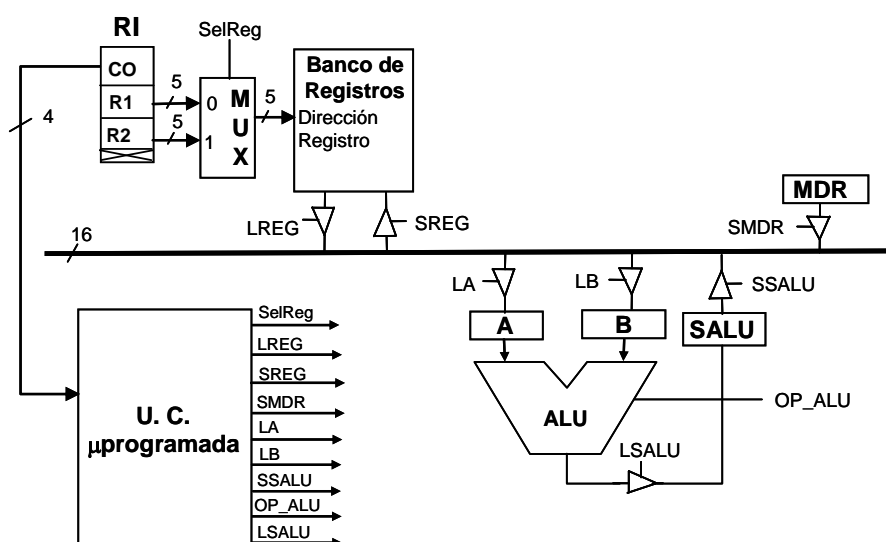 RI
SelReg
CO
R1
R2
5
5
0
1
M
U
X
5
Banco de
Registros
Dirección
Registro
4
MDR
LREG
SREG
SMDR
16
LA
LB
SSALU
A
B
SALU
ALU
OP_ALU
LSALU
U. C.
μprogramada
SelReg
LREG
SREG
SMDR
LA
LB
SSALU
OP_ALU
LSALU